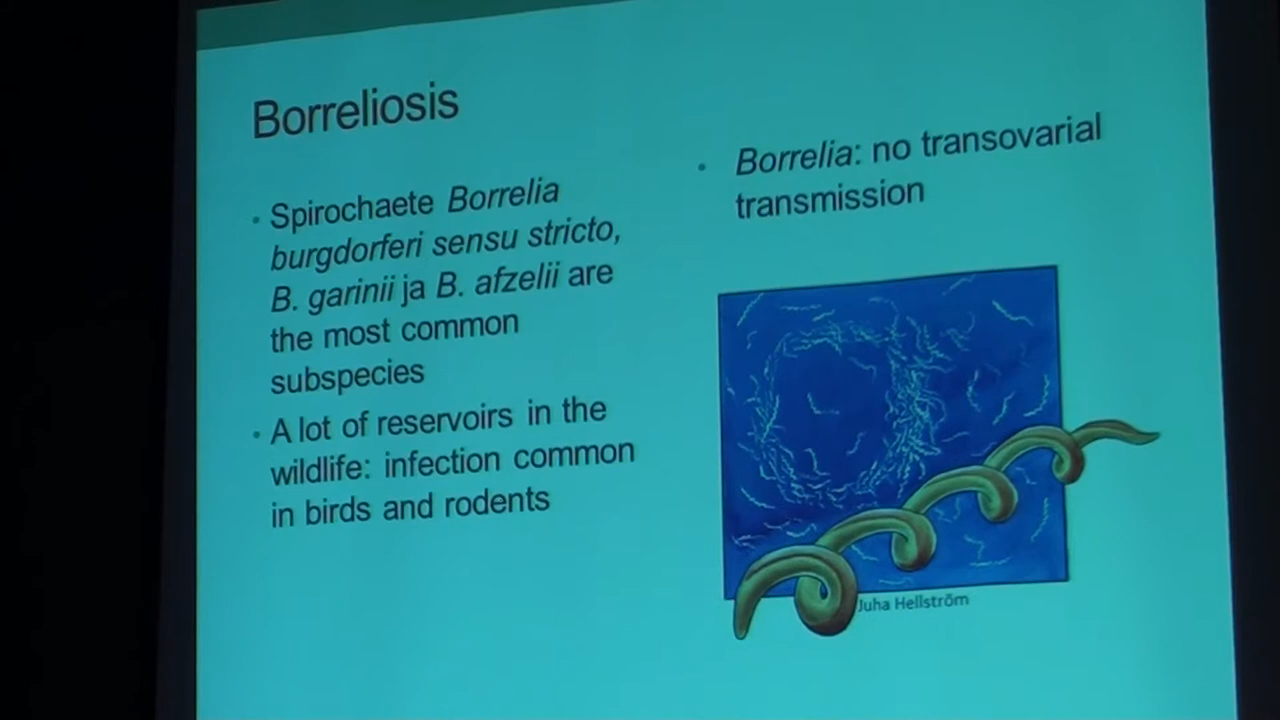 Borreliosis
• Spirochaete Borrelia
burgdorferi sensu stricto,
B. garinii ja B. afzelii are
the most common
subspecies
• A lot of reservoirs in the
wildlife: infection common
in birds and rodents
• Borrelia: no transovarial
transmission
Juha Hellström